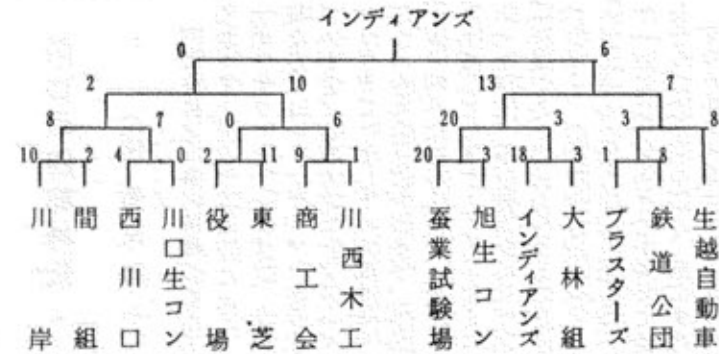 インディアンズ
0 6
2 10 13 7
8 7 0 6 20 3 3 8
10 2 4 0 2 11 9 1 20 3 18 3 1 8
川岸
間組
西川口
川口生コン
役場
東芝
商工会
川西木工
蚕業試験場
旭生コン
インディアンズ
大林組
ブラスターズ
鉄道公団
生越自動車